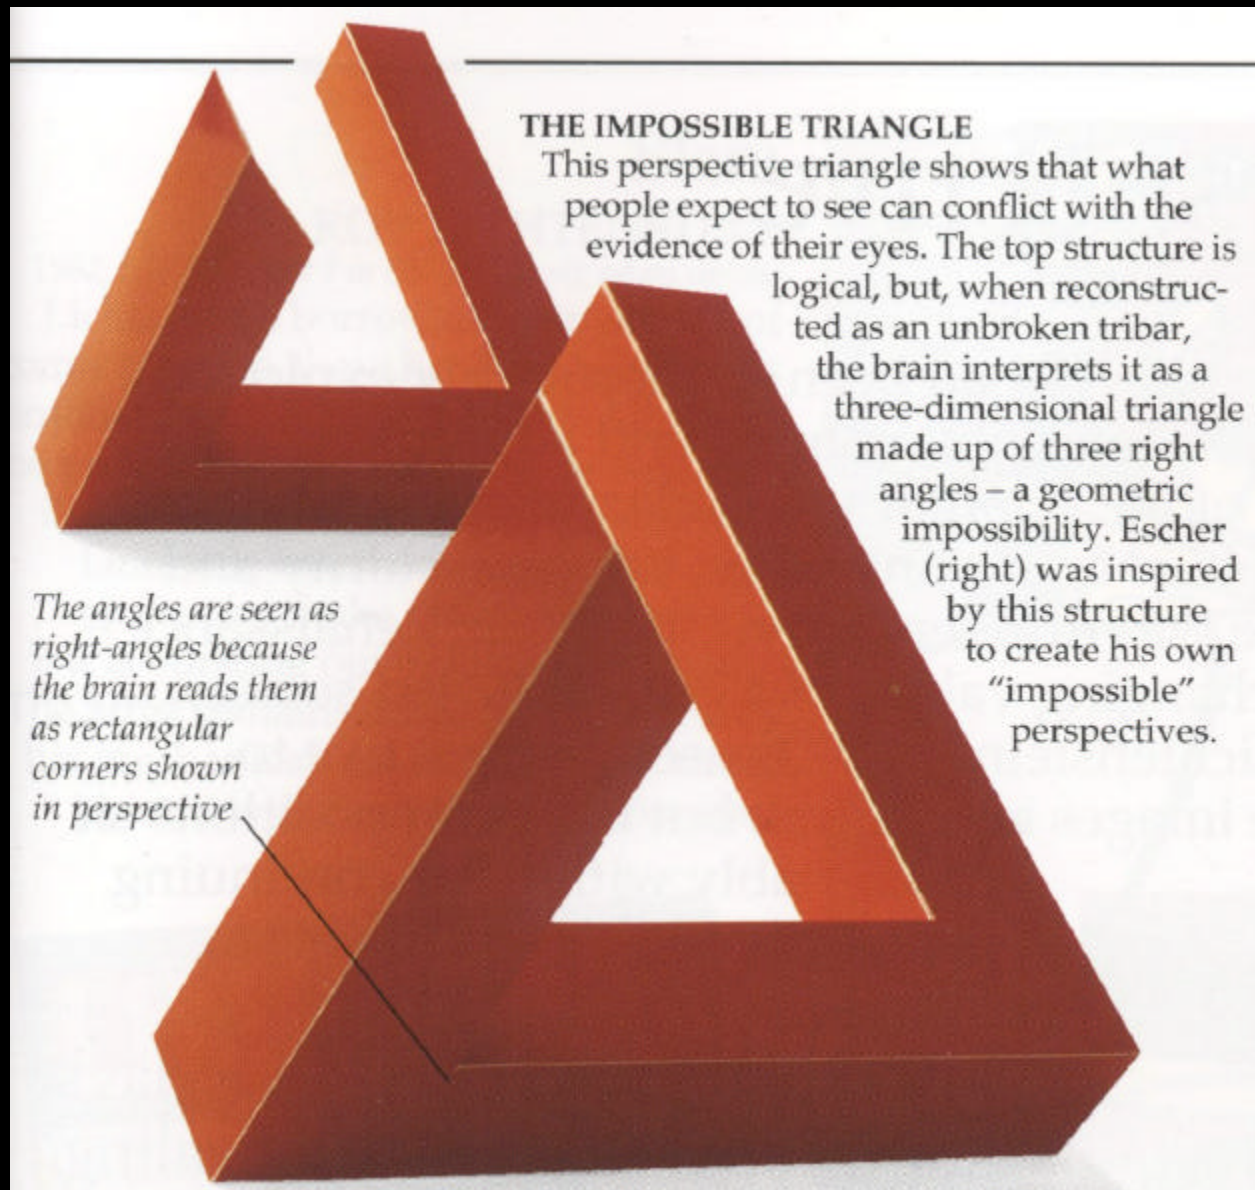 THE IMPOSSIBLE TRIANGLE
This perspective triangle shows that what
people expect to see can conflict with the
evidence of their eyes. The top structure is
logical, but, when reconstruc-
ted as an unbroken tribar,
the brain interprets it as a
three-dimensional triangle
made up of three right
angles – a geometric
impossibility. Escher
(right) was inspired
by this structure
to create his own
“impossible”
perspectives.
The angles are seen as
right-angles because
the brain reads them
as rectangular
corners shown
in perspective